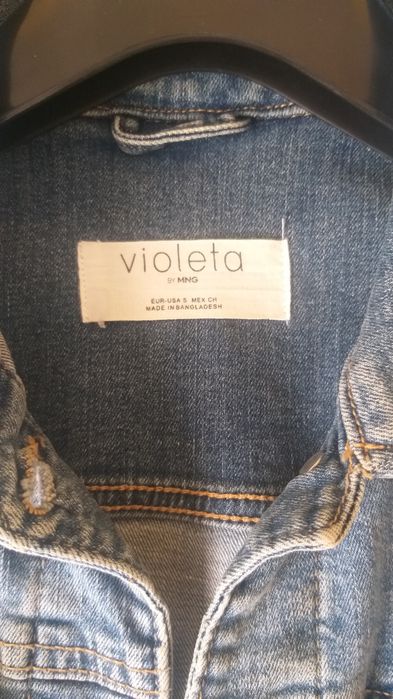 violeta
BY MNG
EUR-USA S MEX CH
MADE IN BANGLADESH